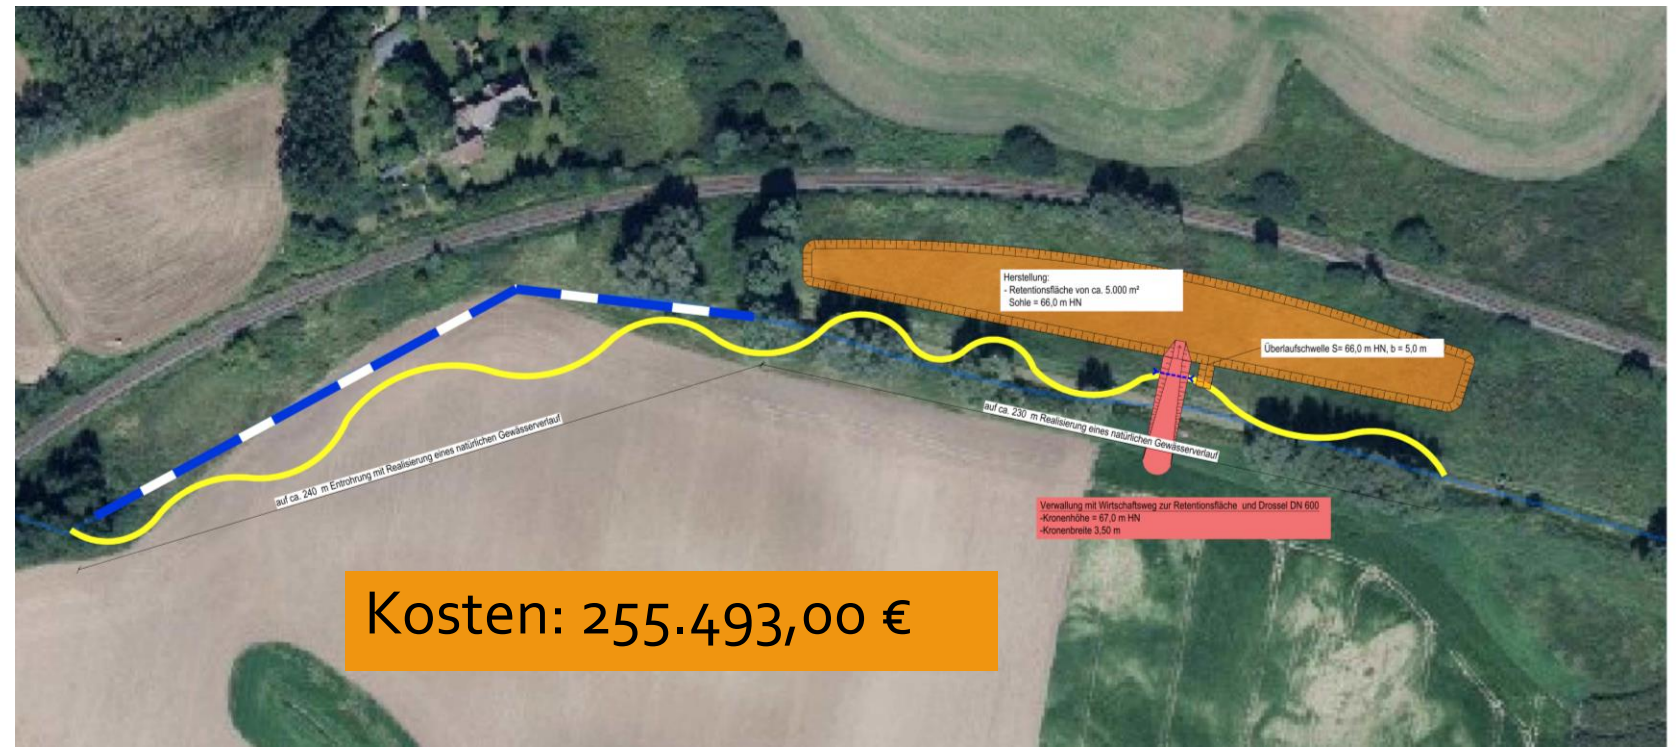 Herstellung:
- Retentionsfläche von ca. 5.000 m²
Sohle = 66,0 m HN
Überlaufschwelle S= 66,0 m HN, b = 5,0 m
auf ca. 230 m Realisierung eines natürlichen Gewässerverlauf
auf ca. 240 m Entrohrung mit Realisierung eines natürlichen Gewässerverlauf
Verwallung mit Wirtschaftsweg zur Retentionsfläche und Drossel DN 600
-Kronenhöhe = 67,0 m HN
-Kronenbreite 3,50 m
Kosten: 255.493,00 €